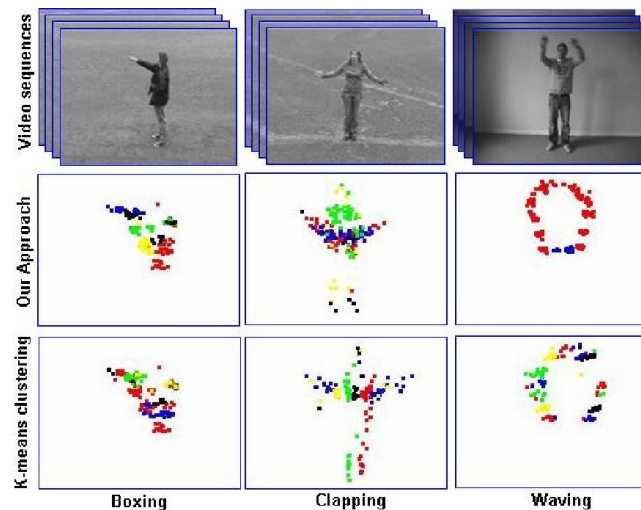 Video sequences
Our Approach
K-means clustering
Boxing
Clapping
Waving